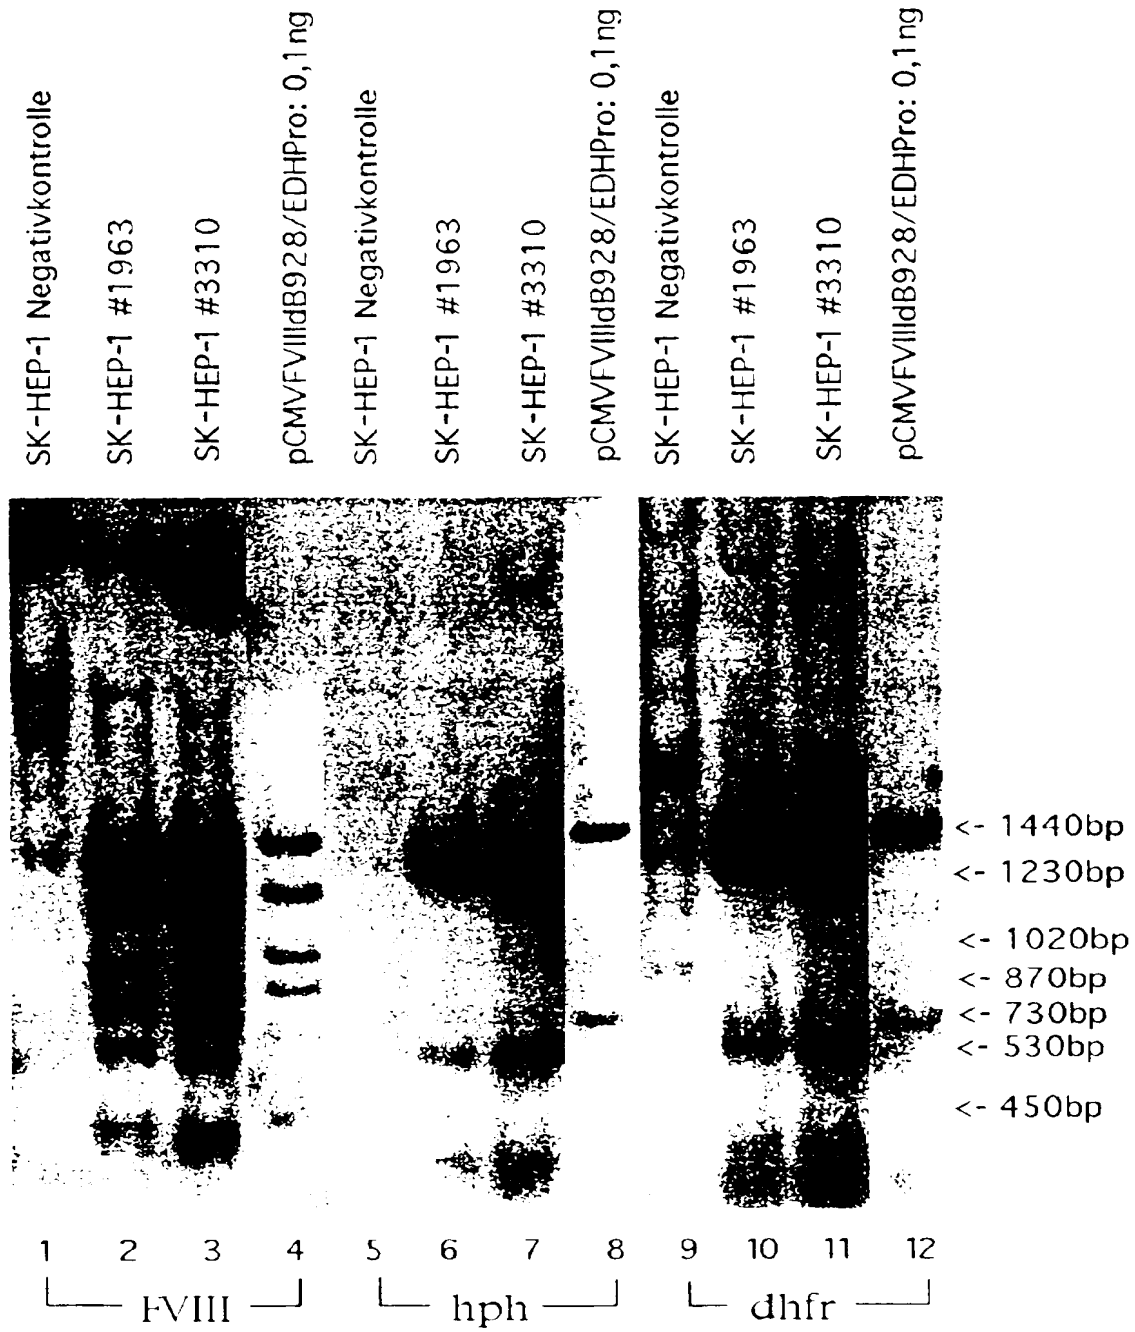 SK-HEP-1 Negativkontrolle
SK-HEP-1 #1963
SK-HEP-1 #3310
pCMVFVIIIdB928/EDHPro: 0,1ng
SK-HEP-1 Negativkontrolle
SK-HEP-1 #1963
SK-HEP-1 #3310
pCMVFVIIIdB928/EDHPro: 0,1ng
SK-HEP-1 Negativkontrolle
SK-HEP-1 #1963
SK-HEP-1 #3310
pCMVFVIIIdB928/EDHPro: 0,1ng
<- 1440bp
<- 1230bp
<- 1020bp
<- 870bp
<- 730bp
<- 530bp
<- 450bp
1 2 3 4 5 6 7 8 9 10 11 12
FVIII hph dhfr